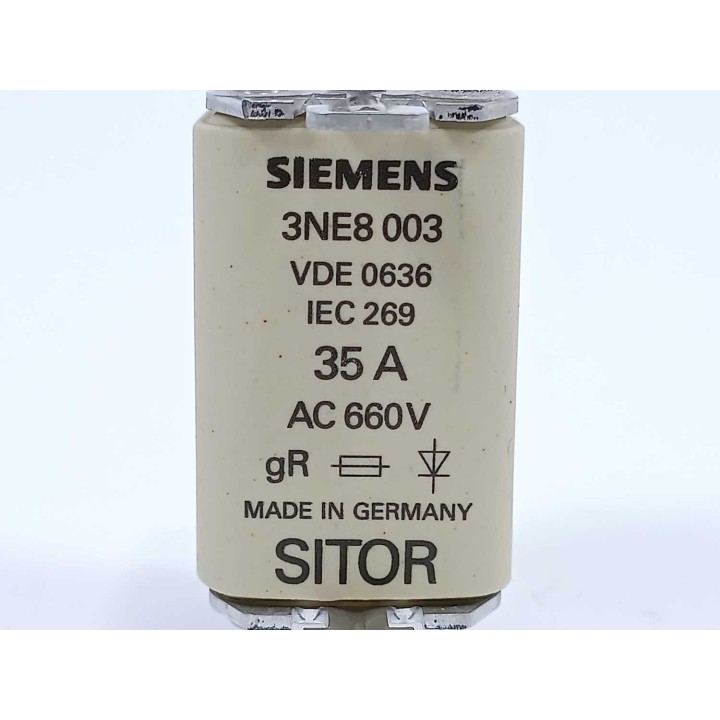 SIEMENS
3NE8 003
VDE 0636
IEC 269
35 A
AC 660V
gR
MADE IN GERMANY
SITOR